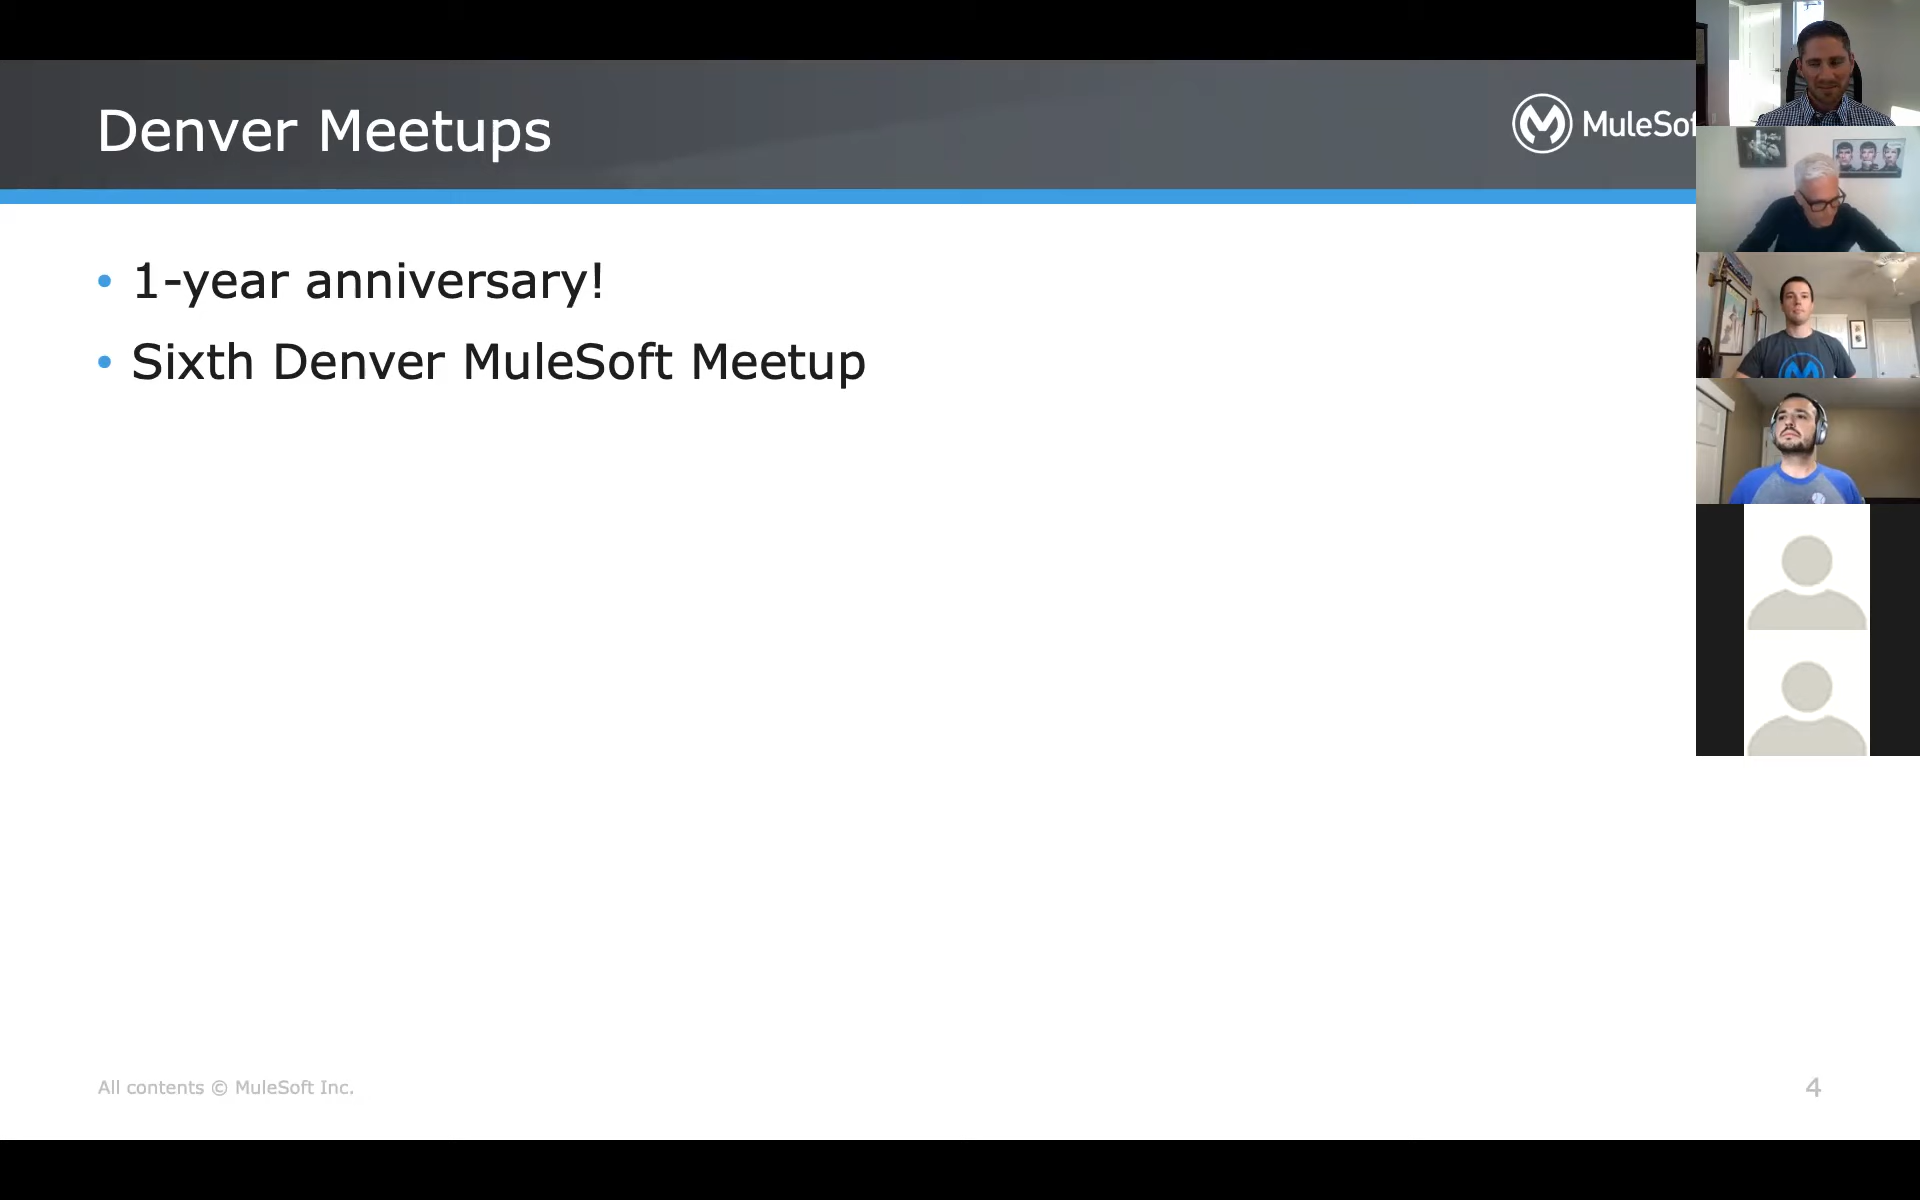 Denver Meetups
MuleSof
• 1-year anniversary!
• Sixth Denver MuleSoft Meetup
All contents © MuleSoft Inc.
4